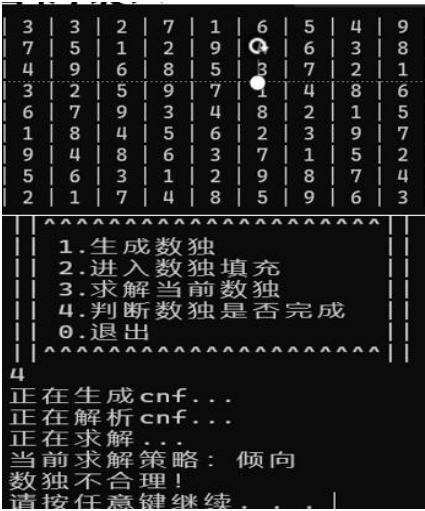 3 | 3 | 2 | 7 | 1 | 6 | 5 | 4 | 9
7 | 5 | 1 | 2 | 9 | | 6 | 3 | 8
4 | 9 | 6 | 8 | 5 | 3 | 7 | 2 | 1
3 | 2 | 5 | 9 | 7 | 1 | 4 | 8 | 6
6 | 7 | 9 | 3 | 4 | 8 | 2 | 1 | 5
1 | 8 | 4 | 5 | 6 | 2 | 3 | 9 | 7
9 | 4 | 8 | 6 | 3 | 7 | 1 | 5 | 2
5 | 6 | 3 | 1 | 2 | 9 | 8 | 7 | 4
2 | 1 | 7 | 4 | 8 | 5 | 9 | 6 | 3
||^^^^^^^^^^^^^^^^^^^^^||
|| 1.生成数独 ||
|| 2.进入数独填充 ||
|| 3.求解当前数独 ||
|| 4.判断数独是否完成 ||
|| 0.退出 ||
||^^^^^^^^^^^^^^^^^^^^^||
4
正在生成cnf...
正在解析cnf...
正在求解...
当前求解策略: 倾向
数独不合理!
请按任意键继续. . .